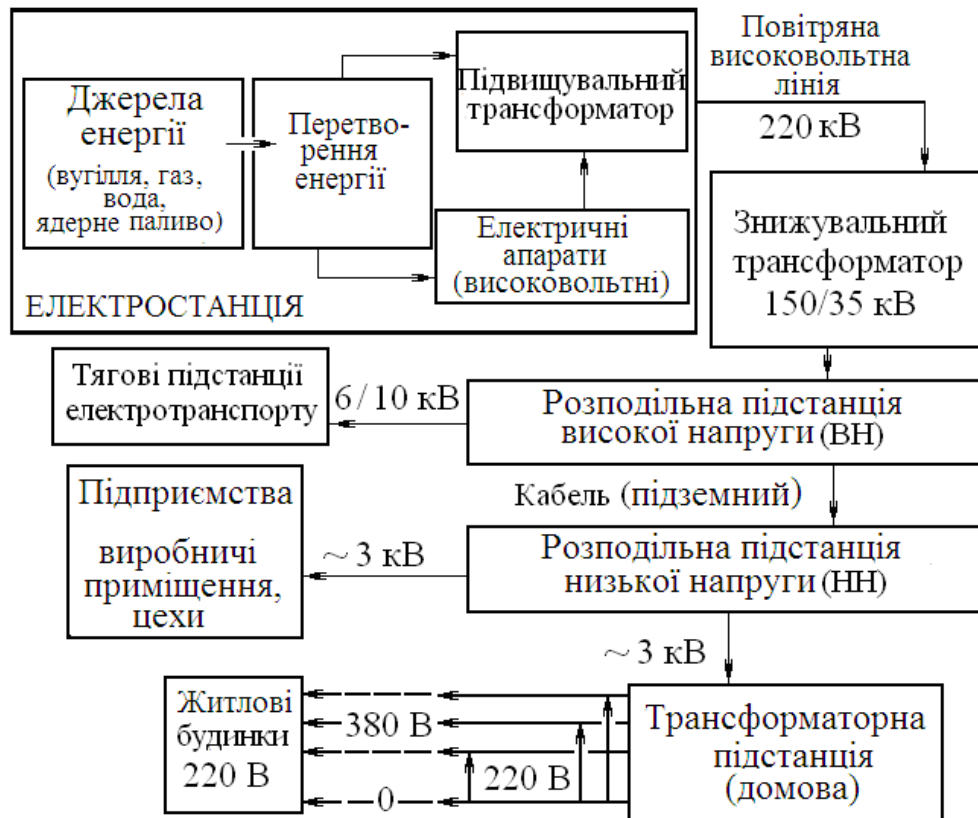 Джерела
енергії
(вугілля, газ,
вода,
ядерне паливо)
Перетво-
рення
енергії
Підвищувальний
трансформатор
Електричні
апарати
(високовольтні)
ЕЛЕКТРОСТАНЦІЯ
Повітряна
високовольтна
лінія
220 кВ
Знижувальний
трансформатор
150/35 кВ
Тягові підстанції
електротранспорту
6 / 10 кВ
Розподільна підстанція
високої напруги (ВН)
Кабель (підземний)
Підприємства
виробничі
приміщення,
цехи
~ 3 кВ
Розподільна підстанція
низької напруги (НН)
~ 3 кВ
Житлові
будинки
220 В
380 В
220 В
0
Трансформаторна
підстанція
(домова)